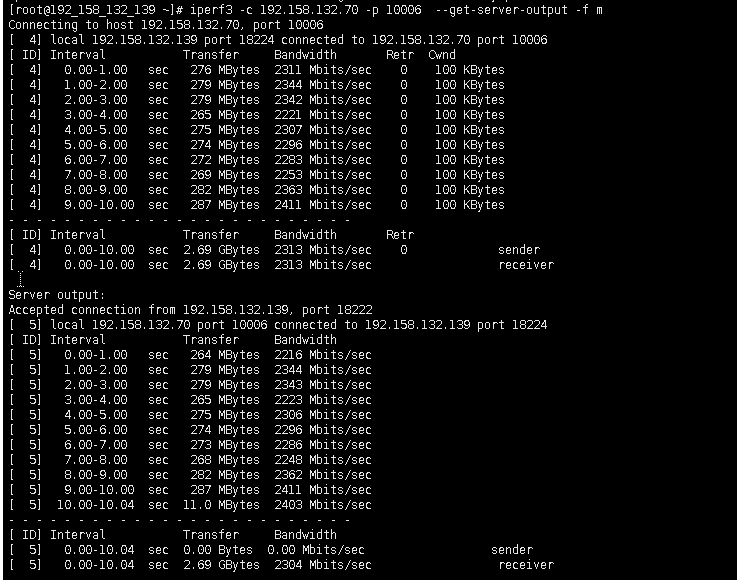 [root@192_158_132_139 ~]# iperf3 -c 192.158.132.70 -p 10006  --get-server-output -f m
Connecting to host 192.158.132.70, port 10006
[  4] local 192.158.132.139 port 18224 connected to 192.158.132.70 port 10006
[ ID] Interval           Transfer     Bandwidth       Retr  Cwnd
[  4]   0.00-1.00   sec   276 MBytes  2311 Mbits/sec    0    100 KBytes
[  4]   1.00-2.00   sec   279 MBytes  2344 Mbits/sec    0    100 KBytes
[  4]   2.00-3.00   sec   279 MBytes  2342 Mbits/sec    0    100 KBytes
[  4]   3.00-4.00   sec   265 MBytes  2221 Mbits/sec    0    100 KBytes
[  4]   4.00-5.00   sec   275 MBytes  2307 Mbits/sec    0    100 KBytes
[  4]   5.00-6.00   sec   274 MBytes  2296 Mbits/sec    0    100 KBytes
[  4]   6.00-7.00   sec   272 MBytes  2283 Mbits/sec    0    100 KBytes
[  4]   7.00-8.00   sec   269 MBytes  2253 Mbits/sec    0    100 KBytes
[  4]   8.00-9.00   sec   282 MBytes  2363 Mbits/sec    0    100 KBytes
[  4]   9.00-10.00  sec   287 MBytes  2411 Mbits/sec    0    100 KBytes
- - - - - - - - - - - - - - - - - - - - - - - - -
[ ID] Interval           Transfer     Bandwidth       Retr
[  4]   0.00-10.00  sec  2.69 GBytes  2313 Mbits/sec    0             sender
[  4]   0.00-10.00  sec  2.69 GBytes  2313 Mbits/sec                  receiver
Server output:
Accepted connection from 192.158.132.139, port 18222
[  5] local 192.158.132.70 port 10006 connected to 192.158.132.139 port 18224
[ ID] Interval           Transfer     Bandwidth
[  5]   0.00-1.00   sec   264 MBytes  2216 Mbits/sec
[  5]   1.00-2.00   sec   279 MBytes  2344 Mbits/sec
[  5]   2.00-3.00   sec   279 MBytes  2343 Mbits/sec
[  5]   3.00-4.00   sec   265 MBytes  2223 Mbits/sec
[  5]   4.00-5.00   sec   275 MBytes  2306 Mbits/sec
[  5]   5.00-6.00   sec   274 MBytes  2296 Mbits/sec
[  5]   6.00-7.00   sec   273 MBytes  2286 Mbits/sec
[  5]   7.00-8.00   sec   268 MBytes  2248 Mbits/sec
[  5]   8.00-9.00   sec   282 MBytes  2362 Mbits/sec
[  5]   9.00-10.00  sec   287 MBytes  2411 Mbits/sec
[  5]  10.00-10.04  sec  11.0 MBytes  2403 Mbits/sec
- - - - - - - - - - - - - - - - - - - - - - - - -
[ ID] Interval           Transfer     Bandwidth
[  5]   0.00-10.04  sec  0.00 Bytes  0.00 Mbits/sec                  sender
[  5]   0.00-10.04  sec  2.69 GBytes  2304 Mbits/sec                  receiver